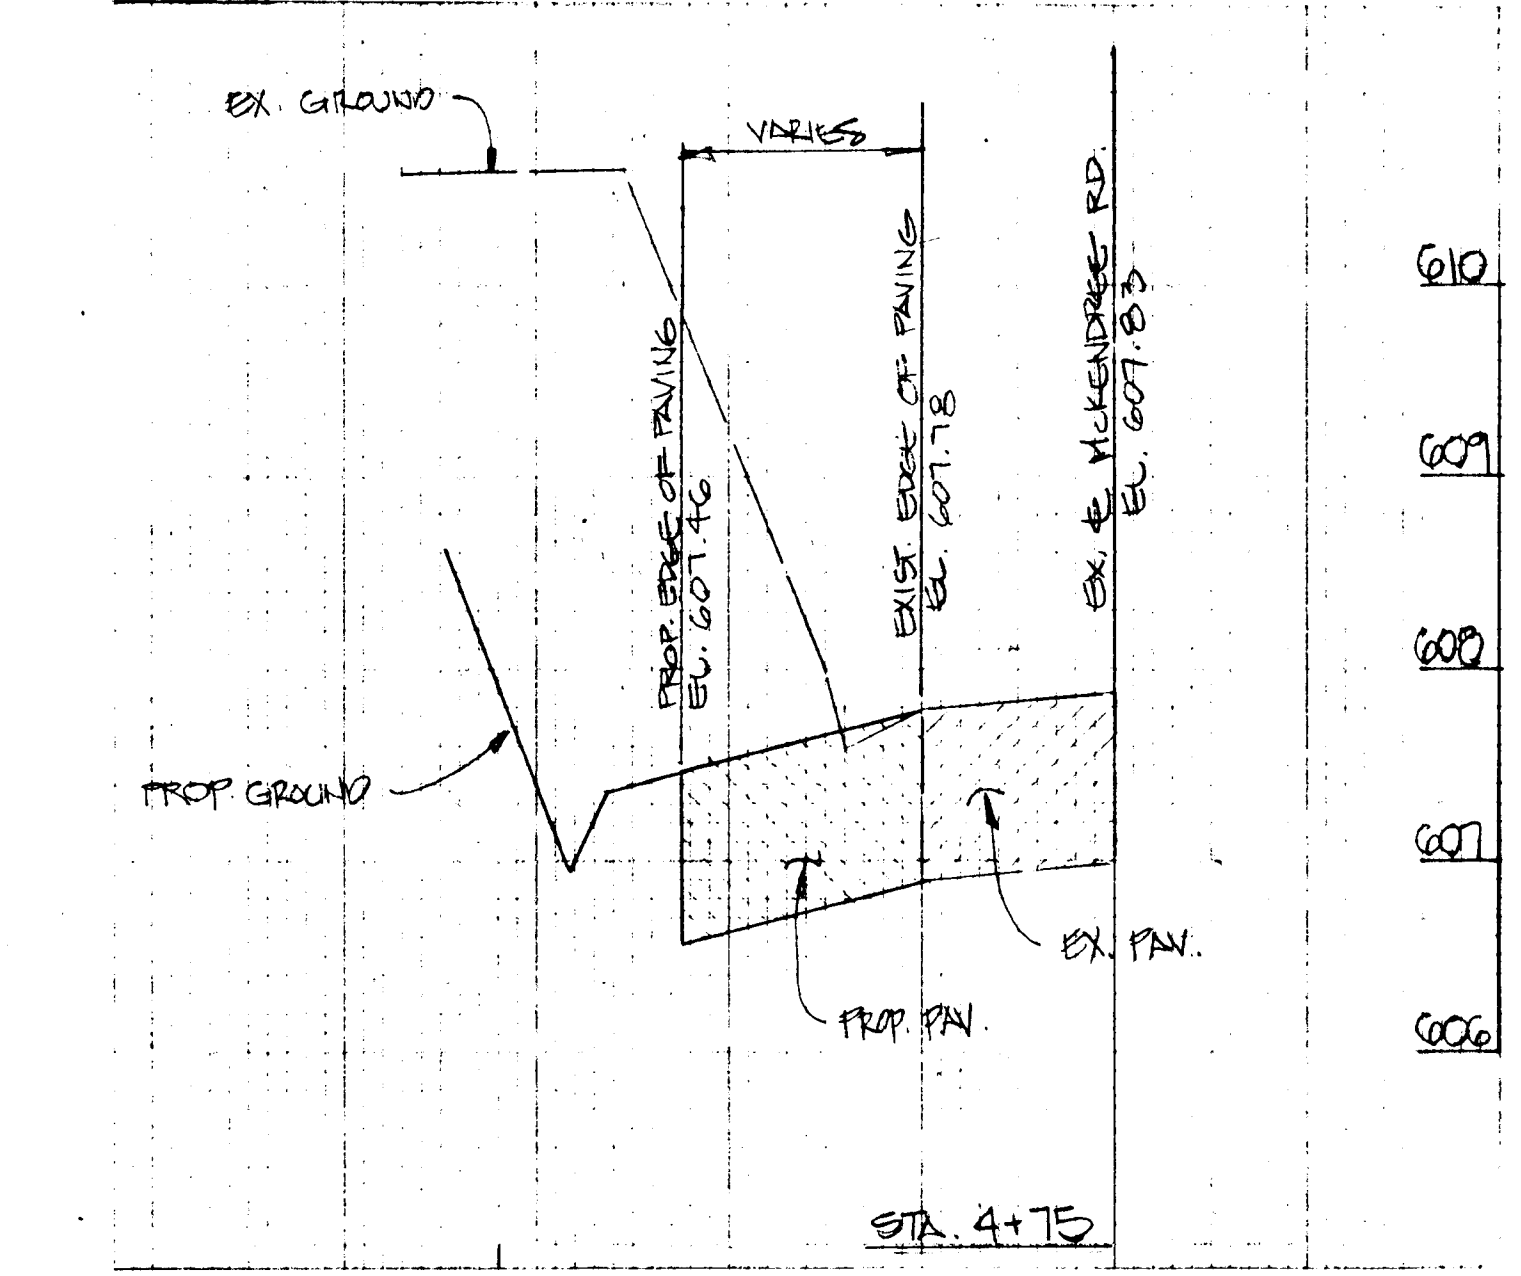 EX. GROUND
VARIES
PROP. EDGE OF PAVING
EL. 607.46
EXIST. EDGE OF PAVING
EL. 607.78
EX. ℄ McKENDREE RD.
EL. 607.83
610
609
608
607
606
PROP. GROUND
EX. PAV.
PROP. PAV.
STA. 4+75